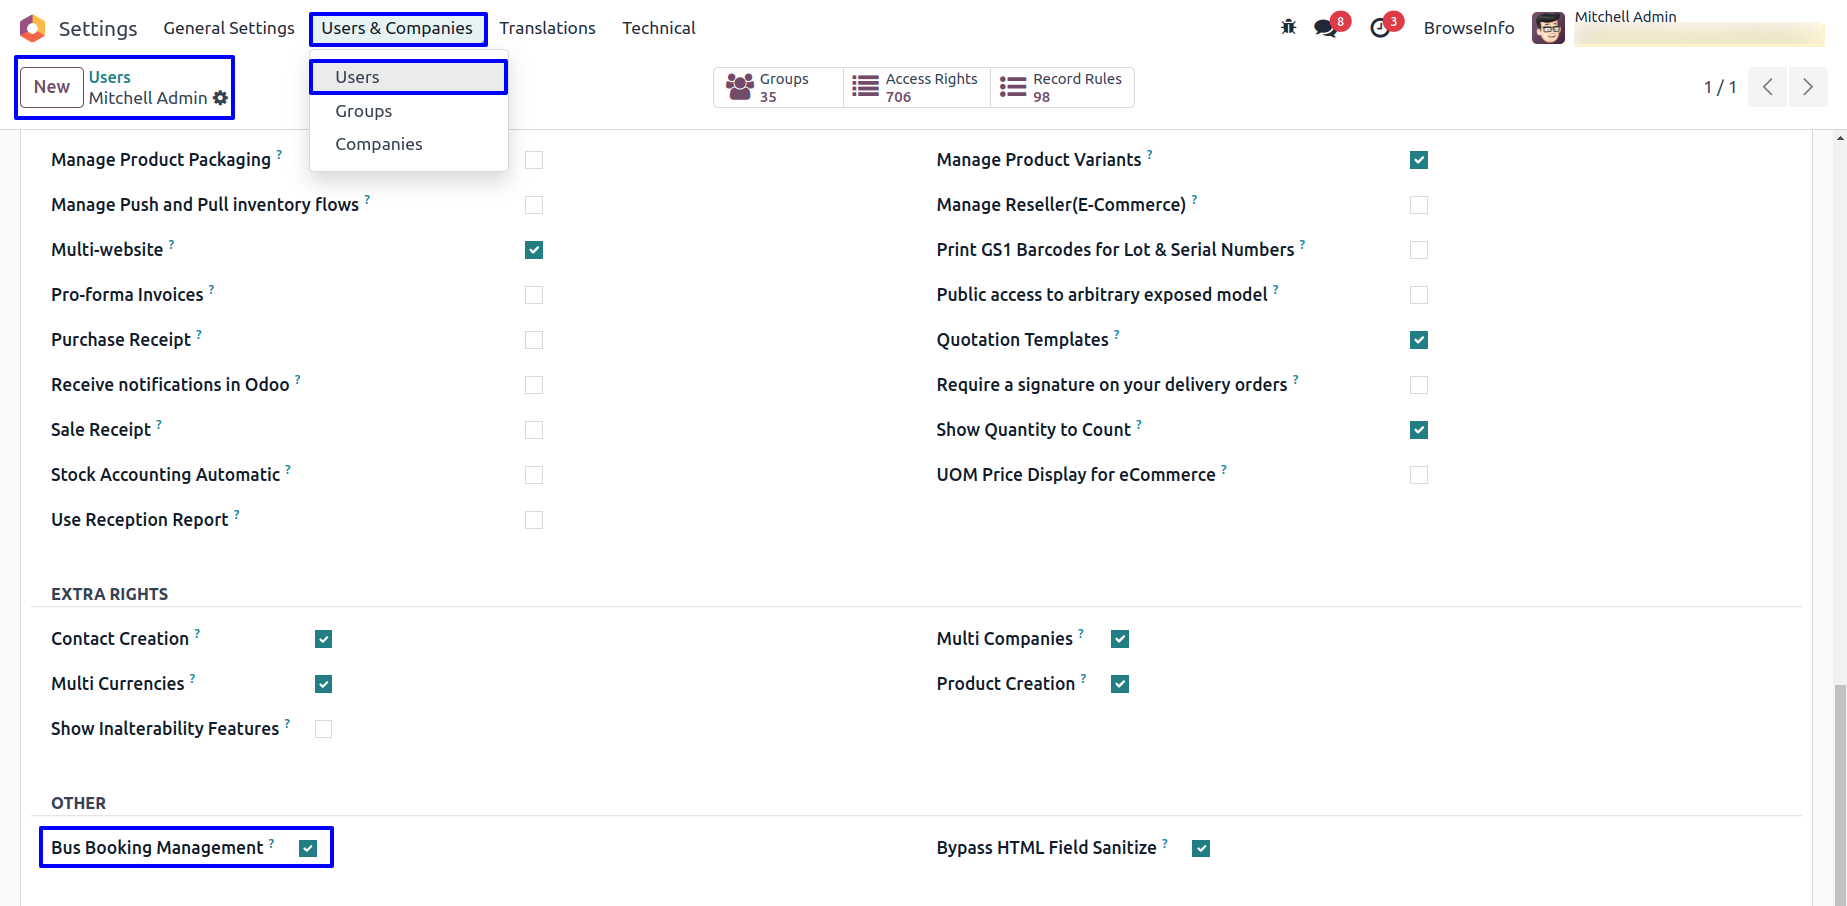 Settings General Settings Users & Companies Translations Technical 8 3 BrowseInfo Mitchell Admin
New Users
Mitchell Admin
Users
Groups
Companies
Groups 35
Access Rights 706
Record Rules 98
1 / 1
Manage Product Packaging ?
Manage Product Variants ?
Manage Push and Pull inventory flows ?
Manage Reseller(E-Commerce) ?
Multi-website ?
Print GS1 Barcodes for Lot & Serial Numbers ?
Pro-forma Invoices ?
Public access to arbitrary exposed model ?
Purchase Receipt ?
Quotation Templates ?
Receive notifications in Odoo ?
Require a signature on your delivery orders ?
Sale Receipt ?
Show Quantity to Count ?
Stock Accounting Automatic ?
UOM Price Display for eCommerce ?
Use Reception Report ?
EXTRA RIGHTS
Contact Creation ?
Multi Companies ?
Multi Currencies ?
Product Creation ?
Show Inalterability Features ?
OTHER
Bus Booking Management ?
Bypass HTML Field Sanitize ?